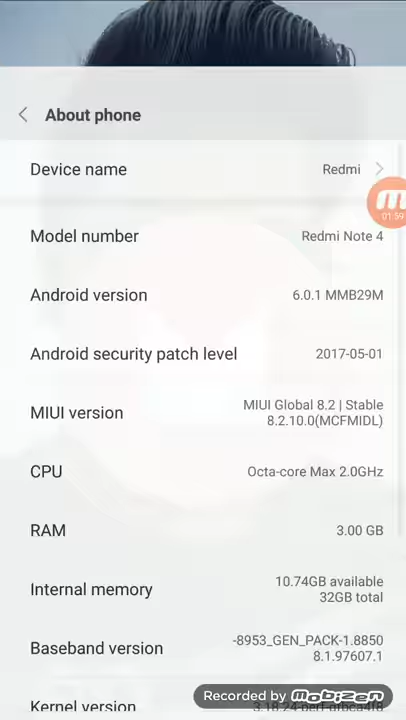 About phone
Device name Redmi
01:59
Model number Redmi Note 4
Android version 6.0.1 MMB29M
Android security patch level 2017-05-01
MIUI version MIUI Global 8.2 | Stable
8.2.10.0(MCFMIDL)
CPU Octa-core Max 2.0GHz
RAM 3.00 GB
Internal memory 10.74GB available
32GB total
Baseband version -8953_GEN_PACK-1.8850
8.1.97607.1
Kernel version
Recorded by Mobizen